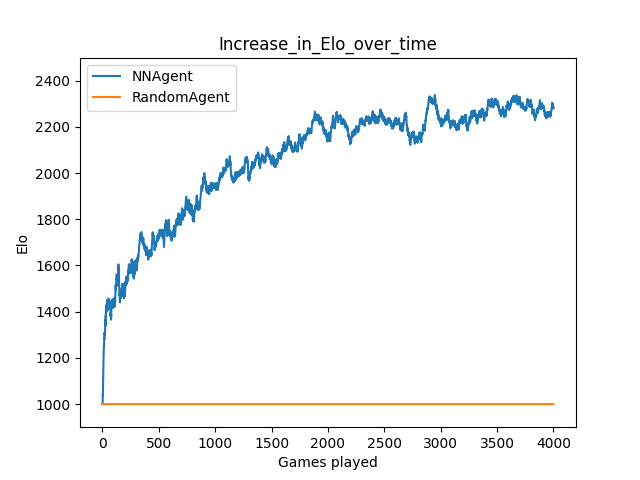 Increase_in_Elo_over_time
NNAgent
RandomAgent
2400
2200
2000
1800
1600
1400
1200
1000
Elo
0 500 1000 1500 2000 2500 3000 3500 4000
Games played